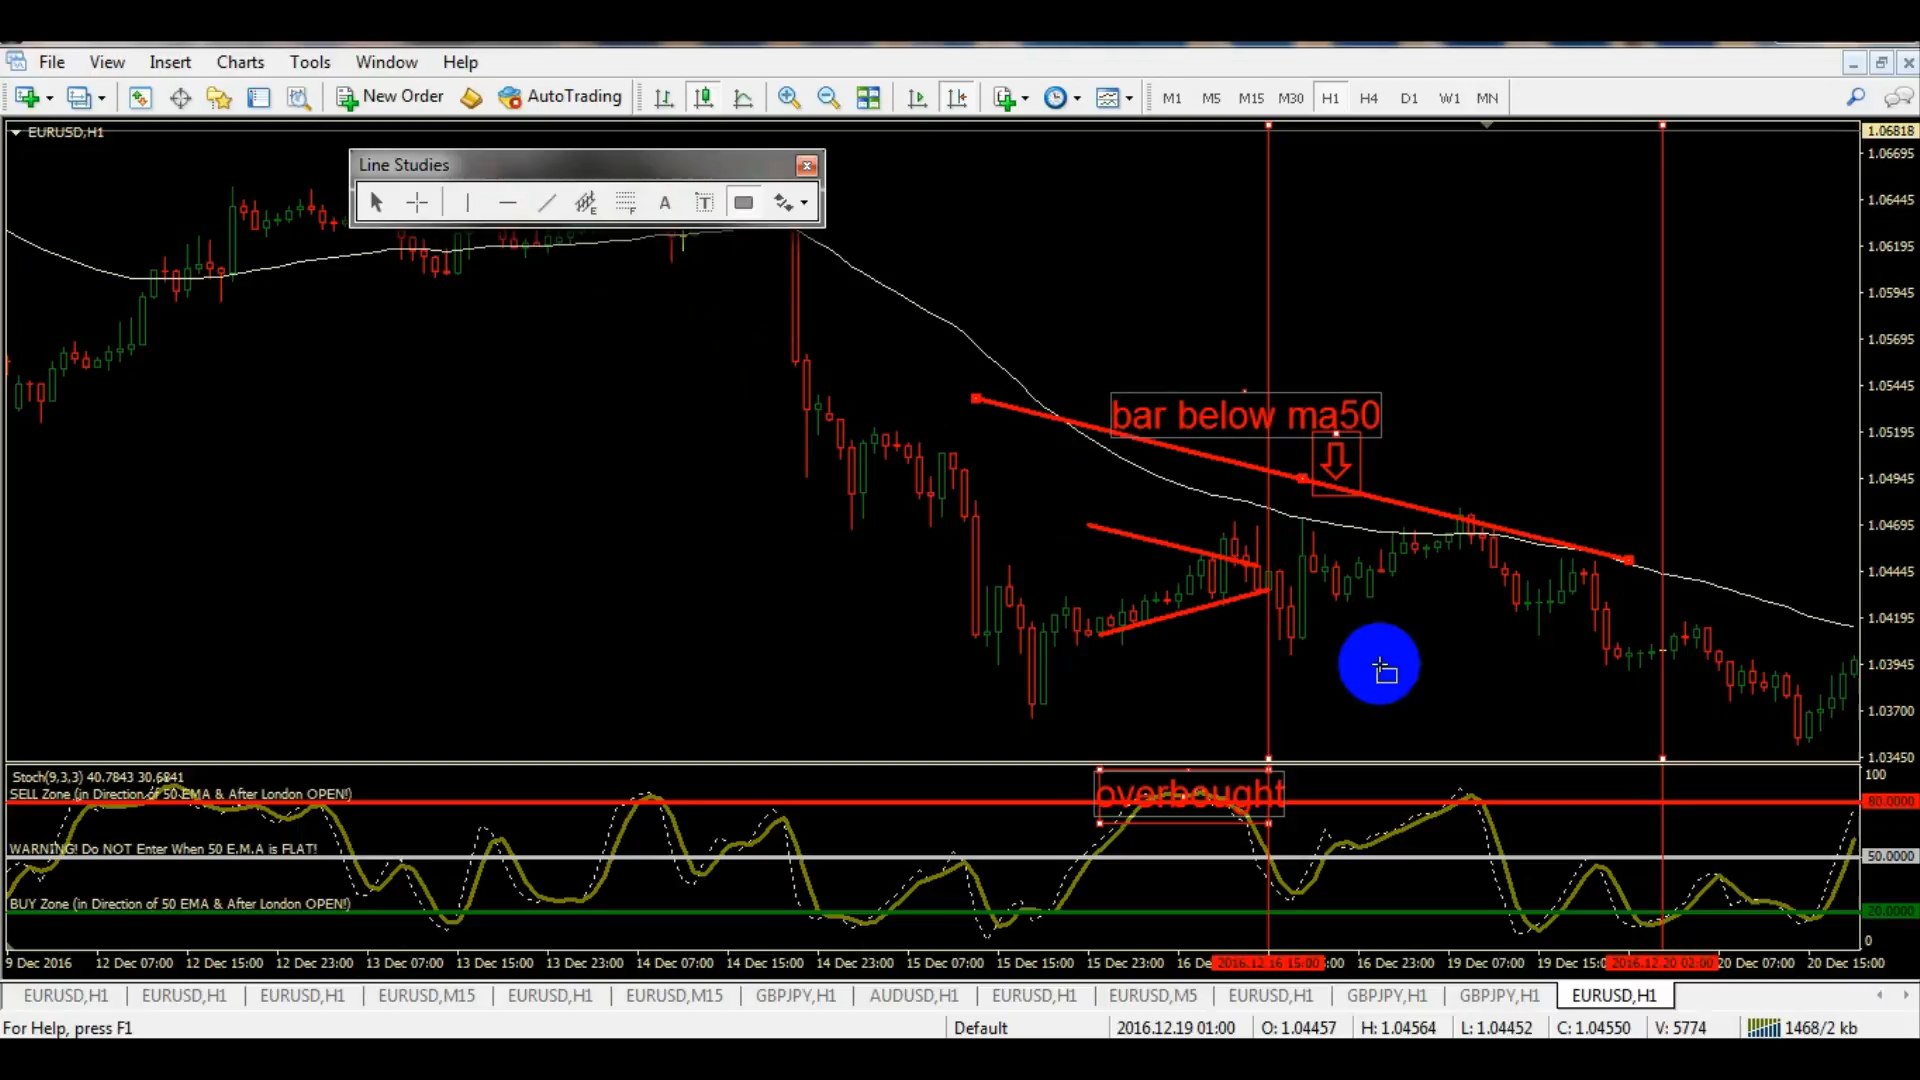 File View Insert Charts Tools Window Help
New Order AutoTrading M1 M5 M15 M30 H1 H4 D1 W1 MN
EURUSD,H1
1.06818
1.06695
Line Studies
E F A T
1.06445
1.06195
1.05945
1.05695
1.05445
bar below ma50
1.05195
1.04945
1.04695
1.04445
1.04195
1.03945
1.03700
1.03450
Stoch(9,3,3) 40.7843 30.6841
100
SELL Zone (in Direction of 50 EMA & After London OPEN!)
overbought
80.0000
WARNING! Do NOT Enter When 50 E.M.A is FLAT!
50.0000
BUY Zone (in Direction of 50 EMA & After London OPEN!)
20.0000
0
9 Dec 2016 12 Dec 07:00 12 Dec 15:00 12 Dec 23:00 13 Dec 07:00 13 Dec 15:00 13 Dec 23:00 14 Dec 07:00 14 Dec 15:00 14 Dec 23:00 15 Dec 07:00 15 Dec 15:00 15 Dec 23:00 16 De 2016.12.16 15:00 :00 16 Dec 23:00 19 Dec 07:00 19 Dec 15:0 2016.12.20 02:00 20 Dec 07:00 20 Dec 15:00
EURUSD,H1 EURUSD,H1 EURUSD,H1 EURUSD,M15 EURUSD,H1 EURUSD,M15 GBPJPY,H1 AUDUSD,H1 EURUSD,H1 EURUSD,M5 EURUSD,H1 GBPJPY,H1 GBPJPY,H1 EURUSD,H1
For Help, press F1 Default 2016.12.19 01:00 O: 1.04457 H: 1.04564 L: 1.04452 C: 1.04550 V: 5774 1468/2 kb